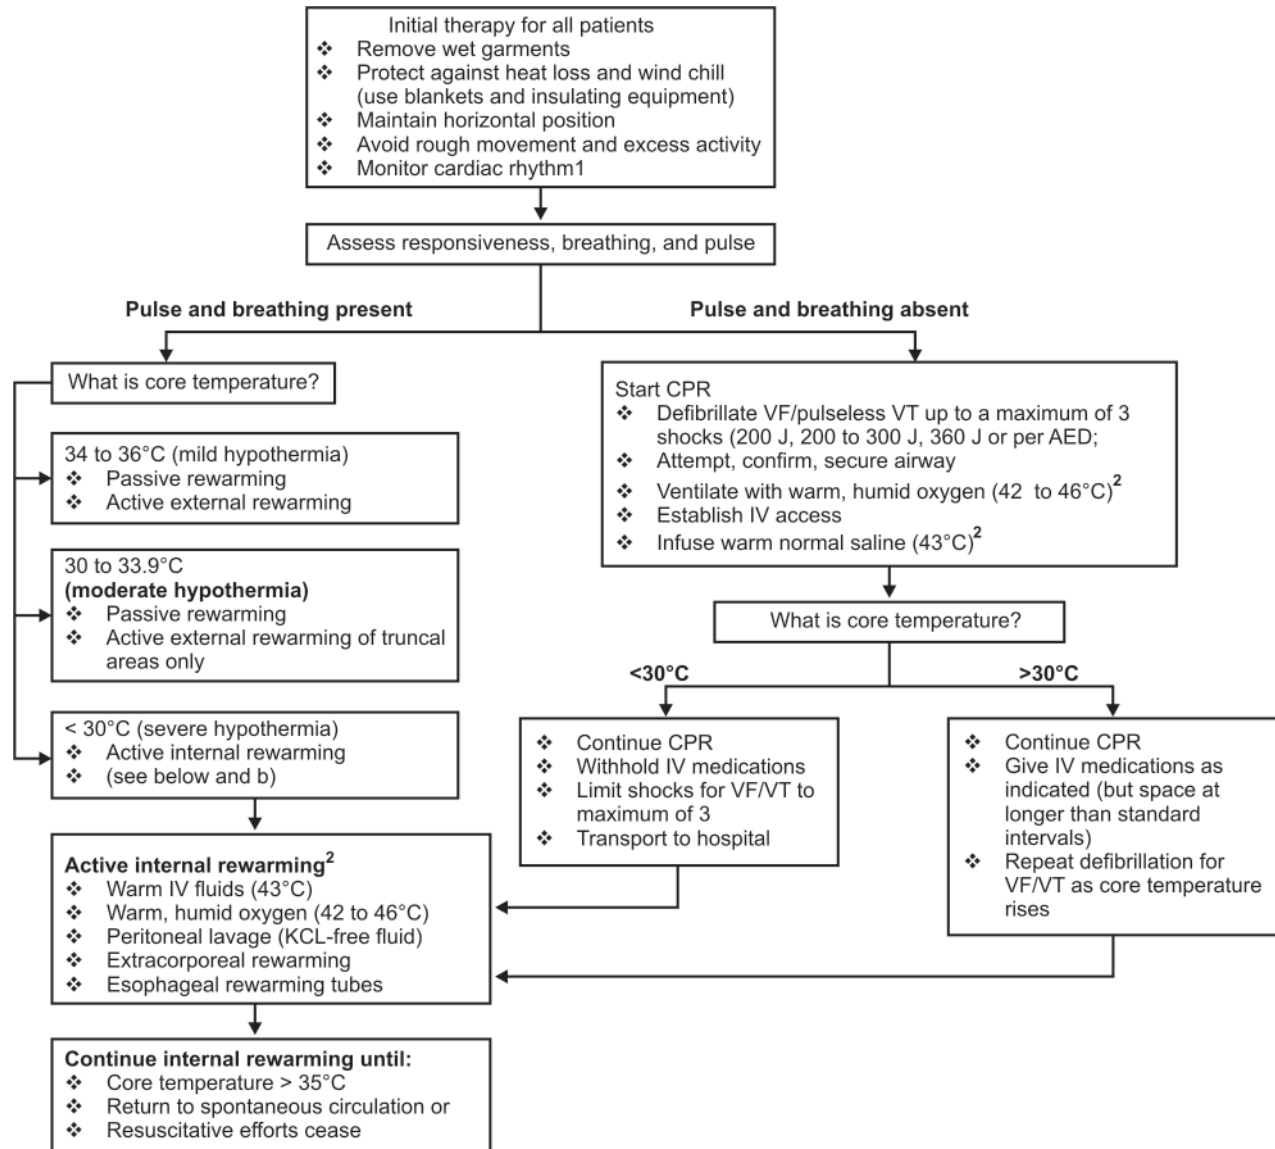 Initial therapy for all patients
❖ Remove wet garments
❖ Protect against heat loss and wind chill
(use blankets and insulating equipment)
❖ Maintain horizontal position
❖ Avoid rough movement and excess activity
❖ Monitor cardiac rhythm1
Assess responsiveness, breathing, and pulse
Pulse and breathing present
Pulse and breathing absent
What is core temperature?
34 to 36°C (mild hypothermia)
❖ Passive rewarming
❖ Active external rewarming
30 to 33.9°C
(moderate hypothermia)
❖ Passive rewarming
❖ Active external rewarming of truncal
areas only
< 30°C (severe hypothermia)
❖ Active internal rewarming
❖ (see below and b)
Start CPR
❖ Defibrillate VF/pulseless VT up to a maximum of 3
shocks (200 J, 200 to 300 J, 360 J or per AED;
❖ Attempt, confirm, secure airway
❖ Ventilate with warm, humid oxygen (42 to 46°C)²
❖ Establish IV access
❖ Infuse warm normal saline (43°C)²
What is core temperature?
<30°C
>30°C
❖ Continue CPR
❖ Withhold IV medications
❖ Limit shocks for VF/VT to
maximum of 3
❖ Transport to hospital
❖ Continue CPR
❖ Give IV medications as
indicated (but space at
longer than standard
intervals)
❖ Repeat defibrillation for
VF/VT as core temperature
rises
Active internal rewarming²
❖ Warm IV fluids (43°C)
❖ Warm, humid oxygen (42 to 46°C)
❖ Peritoneal lavage (KCL-free fluid)
❖ Extracorporeal rewarming
❖ Esophageal rewarming tubes
Continue internal rewarming until:
❖ Core temperature > 35°C
❖ Return to spontaneous circulation or
❖ Resuscitative efforts cease